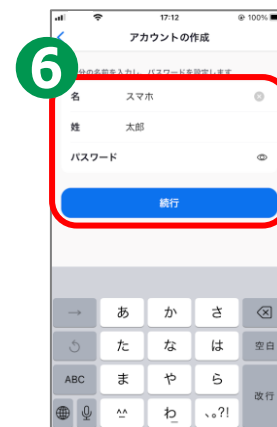 17:12
100%
アカウントの作成
6
分の名前を入力し、パスワードを設定します
名 スマホ
姓 太郎
パスワード
続行
→ あ か さ
た な は 空白
ABC ま や ら
改行
^^ わ 、。?!